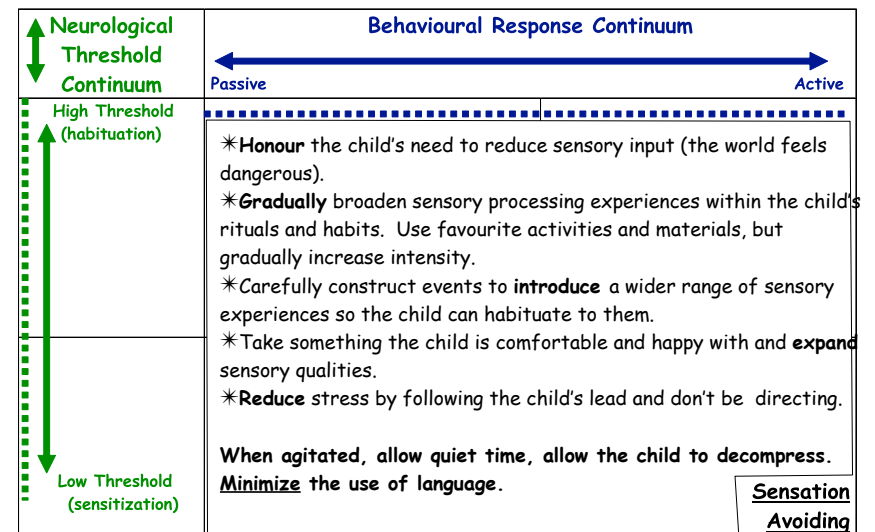 Neurological
Threshold
Continuum
Behavioural Response Continuum
Passive
Active
High Threshold
(habituation)
✴Honour the child's need to reduce sensory input (the world feels
dangerous).
✴Gradually broaden sensory processing experiences within the child's
rituals and habits. Use favourite activities and materials, but
gradually increase intensity.
✴Carefully construct events to introduce a wider range of sensory
experiences so the child can habituate to them.
✴Take something the child is comfortable and happy with and expand
sensory qualities.
✴Reduce stress by following the child's lead and don't be directing.
When agitated, allow quiet time, allow the child to decompress.
Minimize the use of language.
Low Threshold
(sensitization)
Sensation
Avoiding